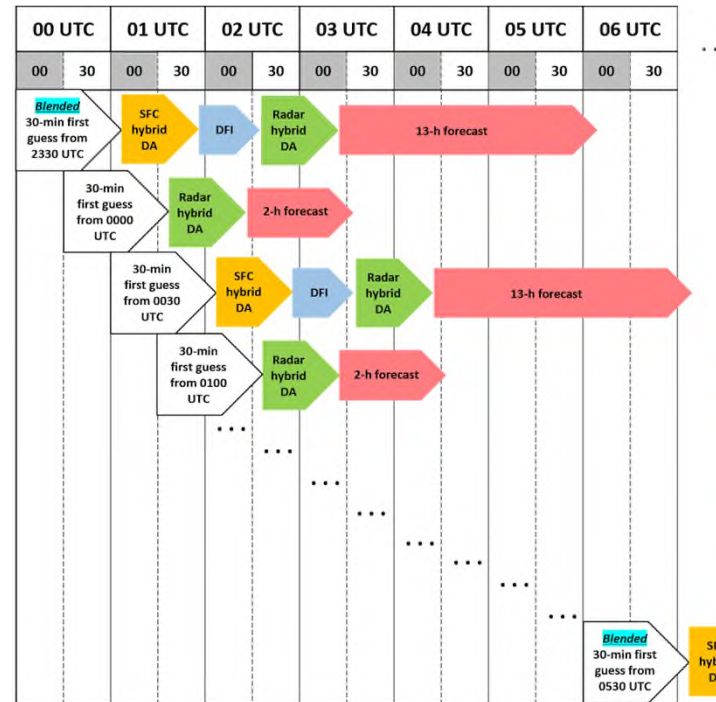 00 UTC 01 UTC 02 UTC 03 UTC 04 UTC 05 UTC 06 UTC
00 30 00 30 00 30 00 30 00 30 00 30 00 30
...
Blended
30-min first
guess from
2330 UTC
SFC
hybrid
DA
DFI
Radar
hybrid
DA
13-h forecast
30-min
first guess
from 0000
UTC
Radar
hybrid
DA
2-h forecast
30-min
first guess
from 0030
UTC
SFC
hybrid
DA
DFI
Radar
hybrid
DA
13-h forecast
30-min
first guess
from 0100
UTC
Radar
hybrid
DA
2-h forecast
...
...
...
...
...
...
...
...
Blended
30-min first
guess from
0530 UTC